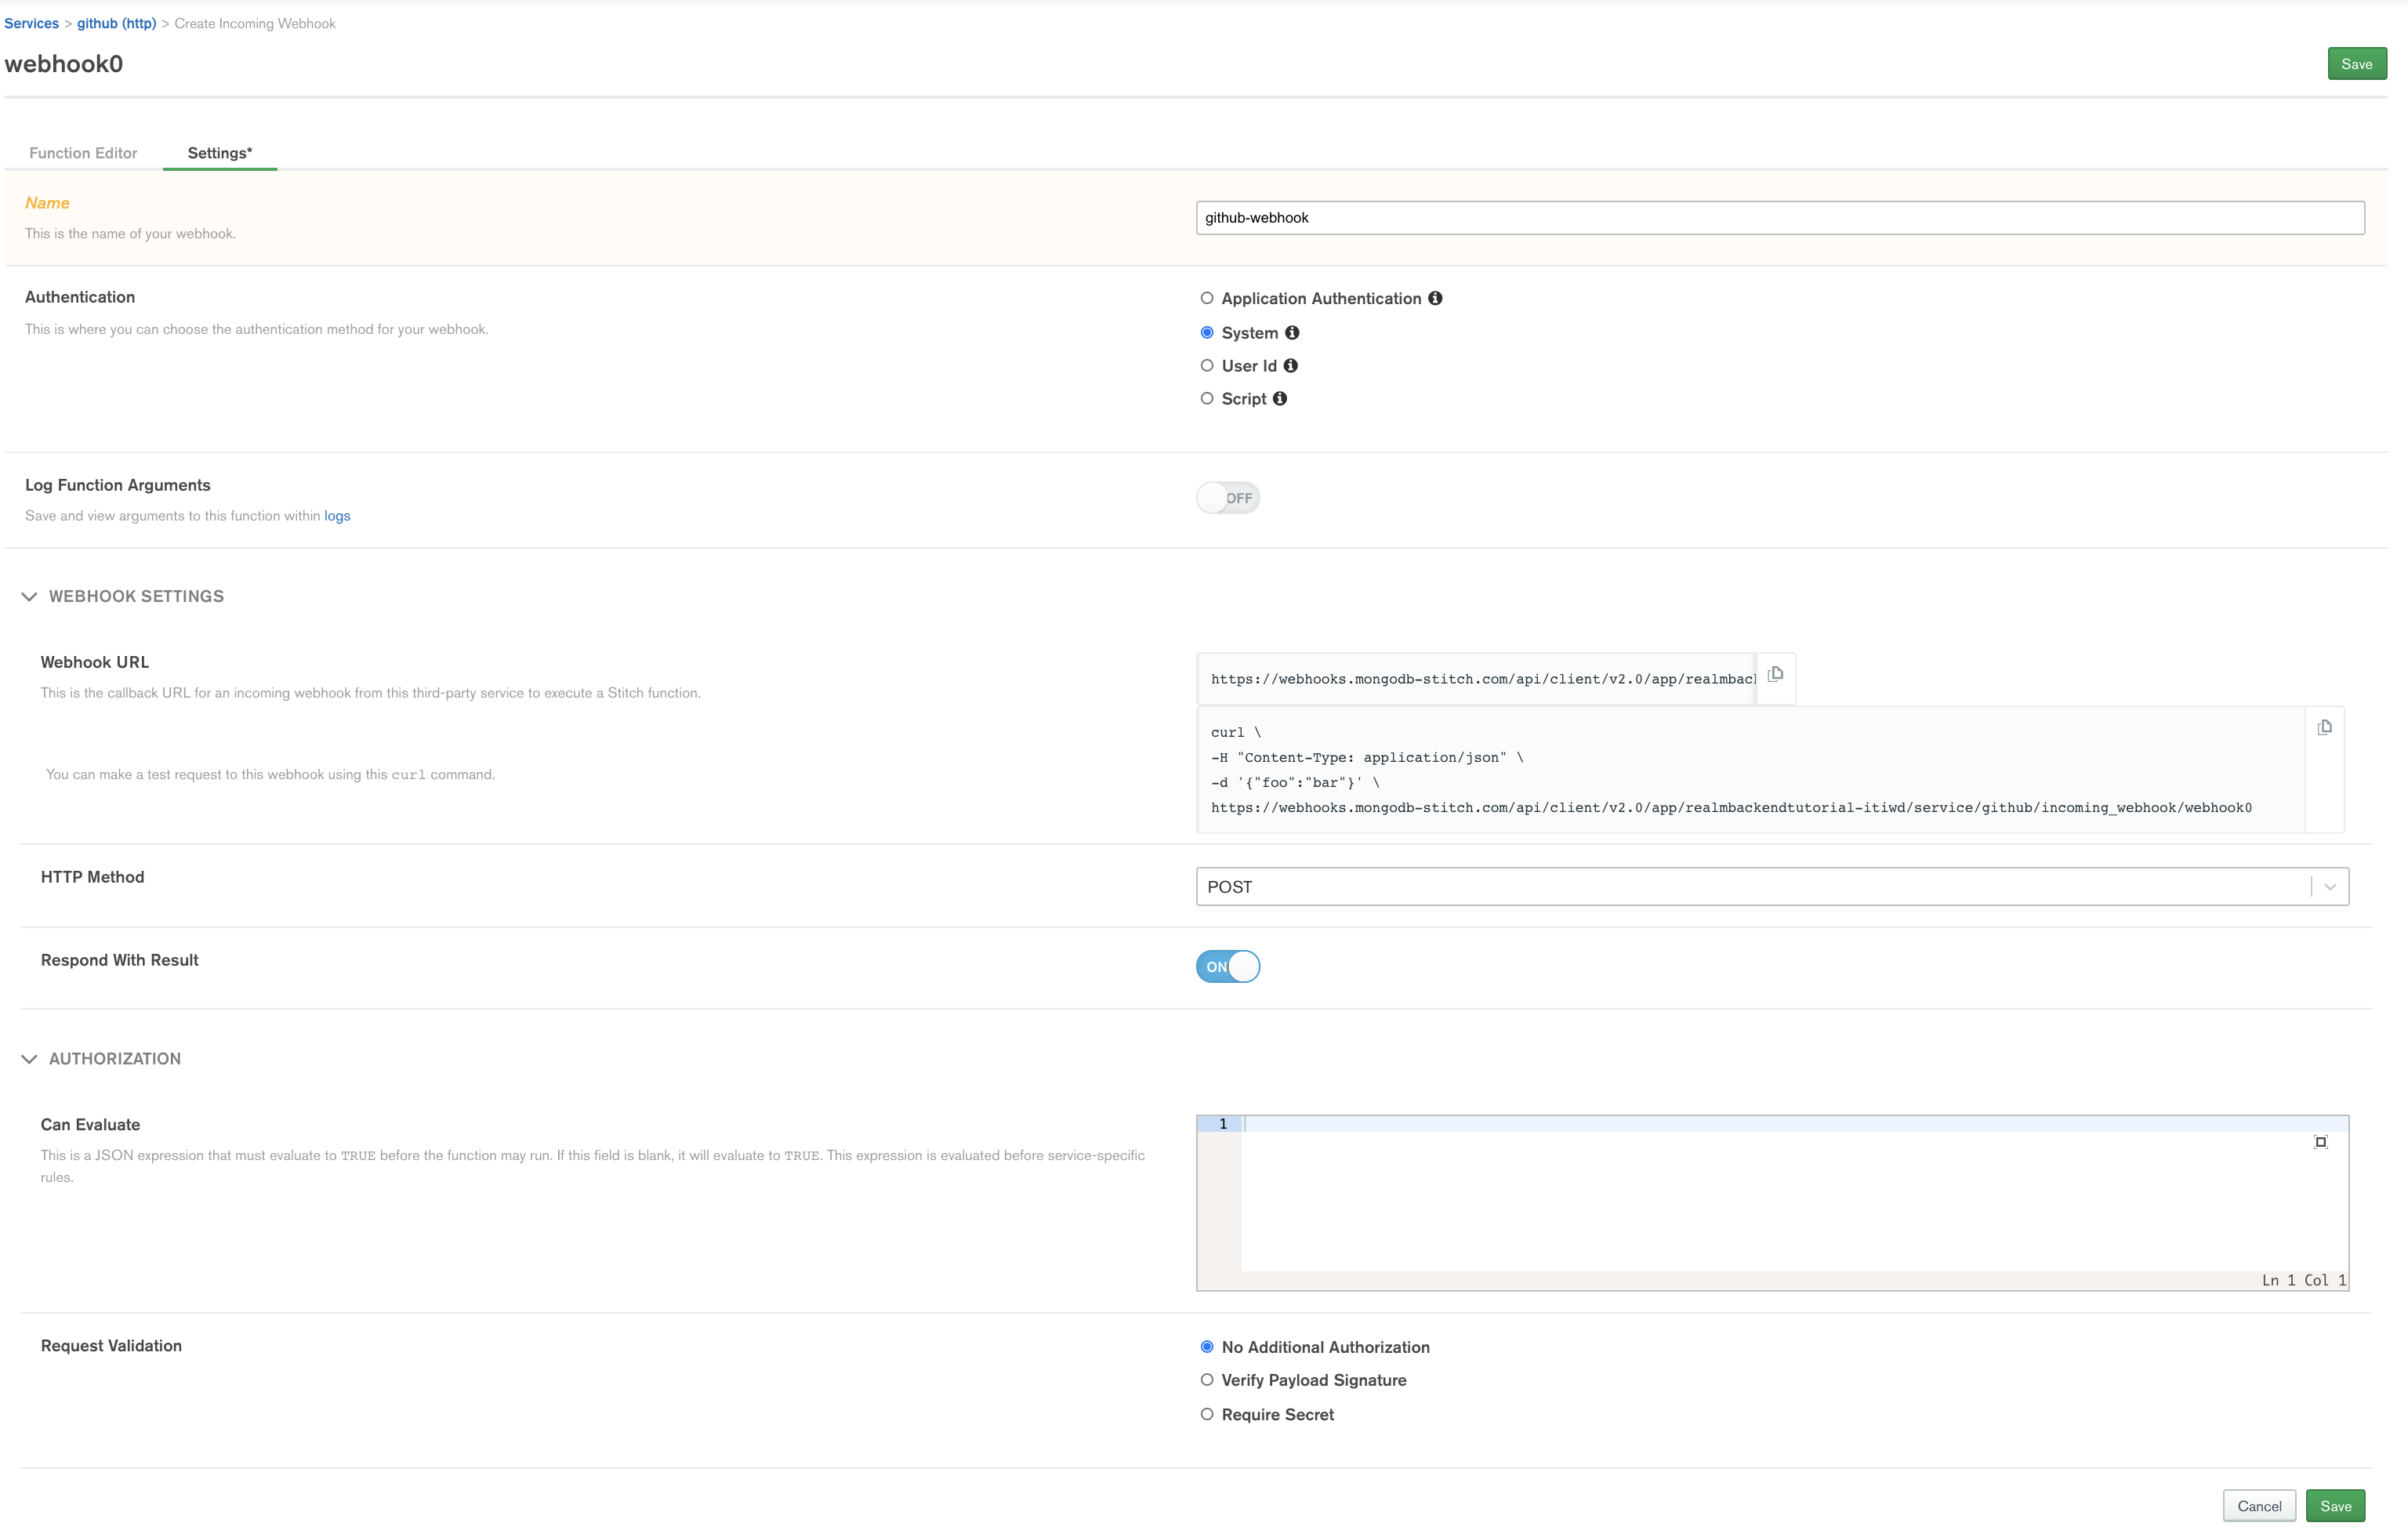 Services > github (http) > Create Incoming Webhook
webhook0
Save
Function Editor
Settings*
Name
This is the name of your webhook.
github-webhook
Authentication
This is where you can choose the authentication method for your webhook.
Application Authentication
System
User Id
Script
Log Function Arguments
Save and view arguments to this function within logs
OFF
WEBHOOK SETTINGS
Webhook URL
This is the callback URL for an incoming webhook from this third-party service to execute a Stitch function.
https://webhooks.mongodb-stitch.com/api/client/v2.0/app/realmbac
You can make a test request to this webhook using this curl command.
curl \
-H "Content-Type: application/json" \
-d '{"foo":"bar"}' \
https://webhooks.mongodb-stitch.com/api/client/v2.0/app/realmbackendtutorial-itiwd/service/github/incoming_webhook/webhook0
HTTP Method
POST
Respond With Result
ON
AUTHORIZATION
Can Evaluate
This is a JSON expression that must evaluate to TRUE before the function may run. If this field is blank, it will evaluate to TRUE. This expression is evaluated before service-specific
rules.
1
Ln 1 Col 1
Request Validation
No Additional Authorization
Verify Payload Signature
Require Secret
Cancel
Save